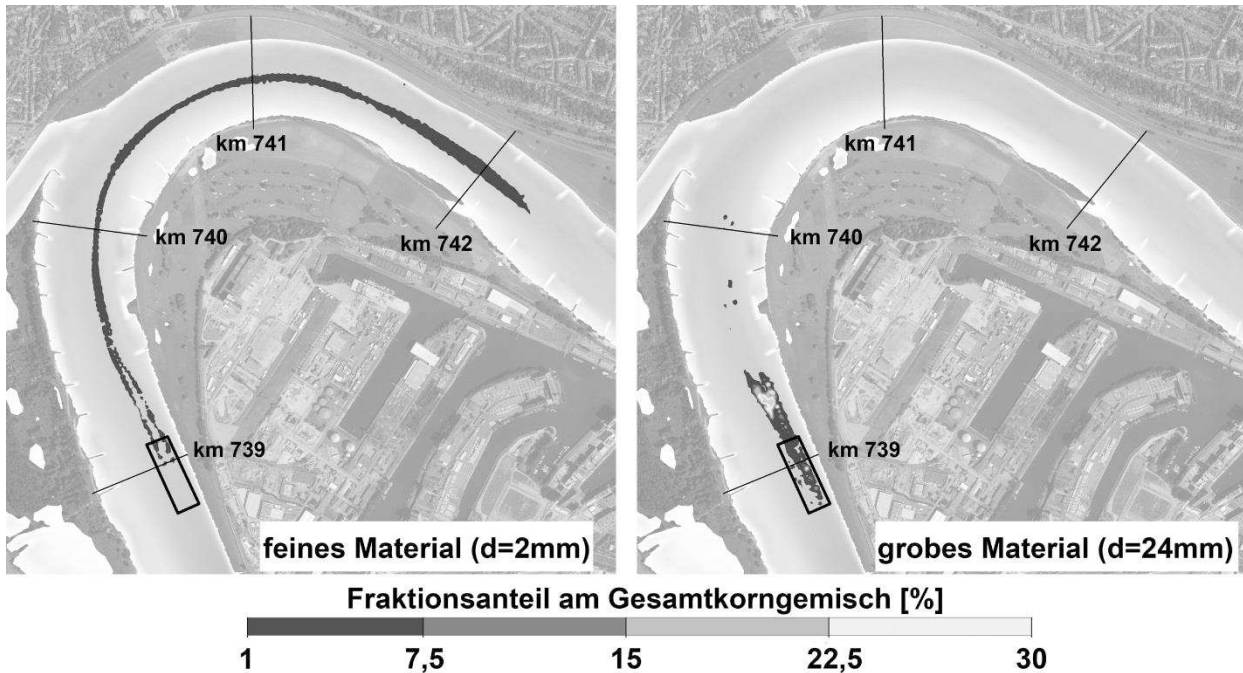 km 741
km 740
km 742
km 739
feines Material (d=2mm)
km 741
km 740
km 742
km 739
grobes Material (d=24mm)
Fraktionsanteil am Gesamtkorngemisch [%]
1 7,5 15 22,5 30